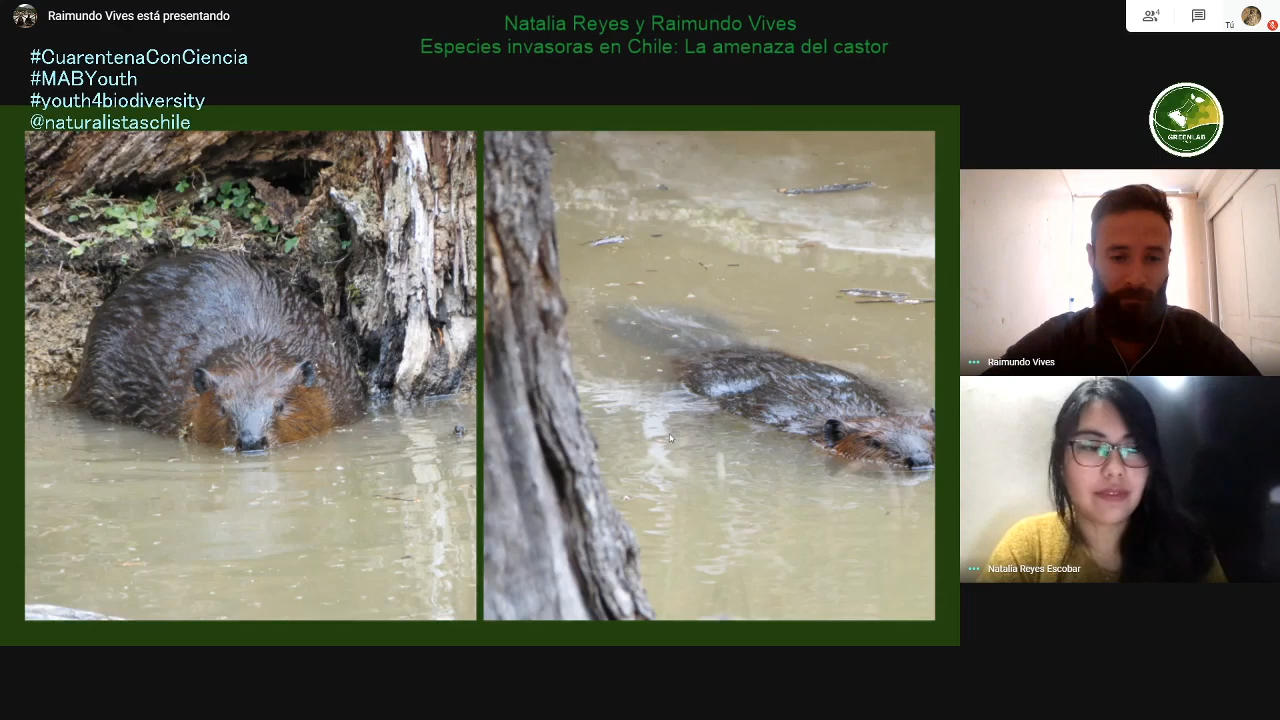 Raimundo Vives está presentando
Natalia Reyes y Raimundo Vives
Especies invasoras en Chile: La amenaza del castor
4
Tú
#CuarentenaConCiencia
#MABYouth
#youth4biodiversity
@naturalistaschile
GREENLAB
Raimundo Vives
Natalia Reyes Escobar